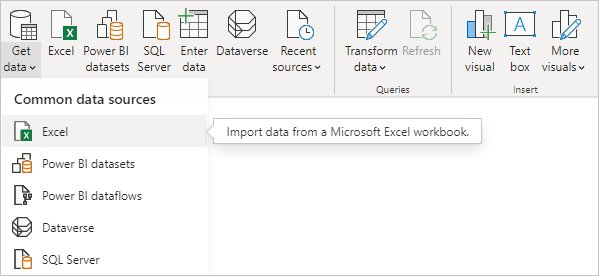 Get data
Excel
Power BI datasets
SQL Server
Enter data
Dataverse
Recent sources
Transform data
Refresh
New visual
Text box
More visuals
Queries
Insert
Common data sources
Excel
Import data from a Microsoft Excel workbook.
Power BI datasets
Power BI dataflows
Dataverse
SQL Server